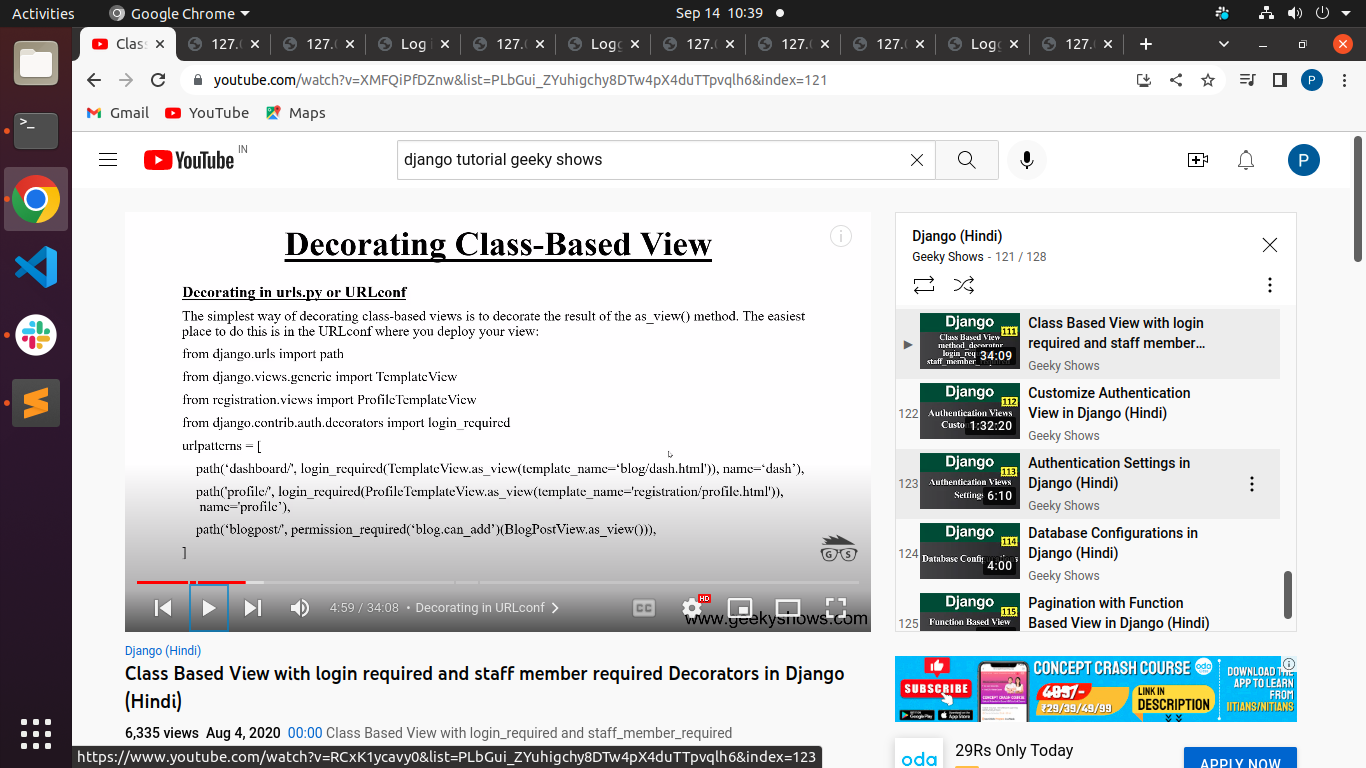 Activities
Google Chrome
Sep 14 10:39
Clas
127.0
127.0
Log
127.0
Logg
127.0
127.0
127.0
Logg
127.0
youtube.com/watch?v=XMFQiPfDZnw&list=PLbGui_ZYuhigchy8DTw4pX4duTTpvqlh6&index=121
P
Gmail
YouTube
Maps
YouTube
IN
django tutorial geeky shows
P
Decorating Class-Based View
Decorating in urls.py or URLconf
The simplest way of decorating class-based views is to decorate the result of the as_view() method. The easiest
place to do this is in the URLconf where you deploy your view:
from django.urls import path
from django.views.generic import TemplateView
from registration.views import ProfileTemplateView
from django.contrib.auth.decorators import login_required
urlpatterns = [
path(‘dashboard/', login_required(TemplateView.as_view(template_name=‘blog/dash.html')), name=‘dash’),
path('profile/', login_required(ProfileTemplateView.as_view(template_name='registration/profile.html')),
name='profile’),
path(‘blogpost/', permission_required(‘blog.can_add’)(BlogPostView.as_view())),
]
G S
4:59 / 34:08 • Decorating in URLconf
CC
HD
www.geekyshows.com
Django (Hindi)
Class Based View with login required and staff member required Decorators in Django
(Hindi)
6,335 views Aug 4, 2020 00:00 Class Based View with login_required and staff_member_required
Django (Hindi)
Geeky Shows - 121 / 128
Django
111
Class Based View
method_decorator
34:09
Class Based View with login
required and staff member…
Geeky Shows
122
Django
112
Authentication Views
1:32:20
Customize Authentication
View in Django (Hindi)
Geeky Shows
123
Django
113
Authentication Views
Settings
6:10
Authentication Settings in
Django (Hindi)
Geeky Shows
124
Django
114
4:00
Database Configurations in
Django (Hindi)
Geeky Shows
125
Django
115
Function Based View
Pagination with Function
Based View in Django (Hindi)
SUBSCRIBE
Google Play
App Store
CONCEPT CRASH COURSE
oda
4897/-
₹29/39/49/99
LINK IN
DESCRIPTION
DOWNLOAD THE
APP TO LEARN
FROM
IITIANS/NITIANS
oda
29Rs Only Today
APPLY NOW
https://www.youtube.com/watch?v=RCxK1ycavy0&list=PLbGui_ZYuhigchy8DTw4pX4duTTpvqlh6&index=123